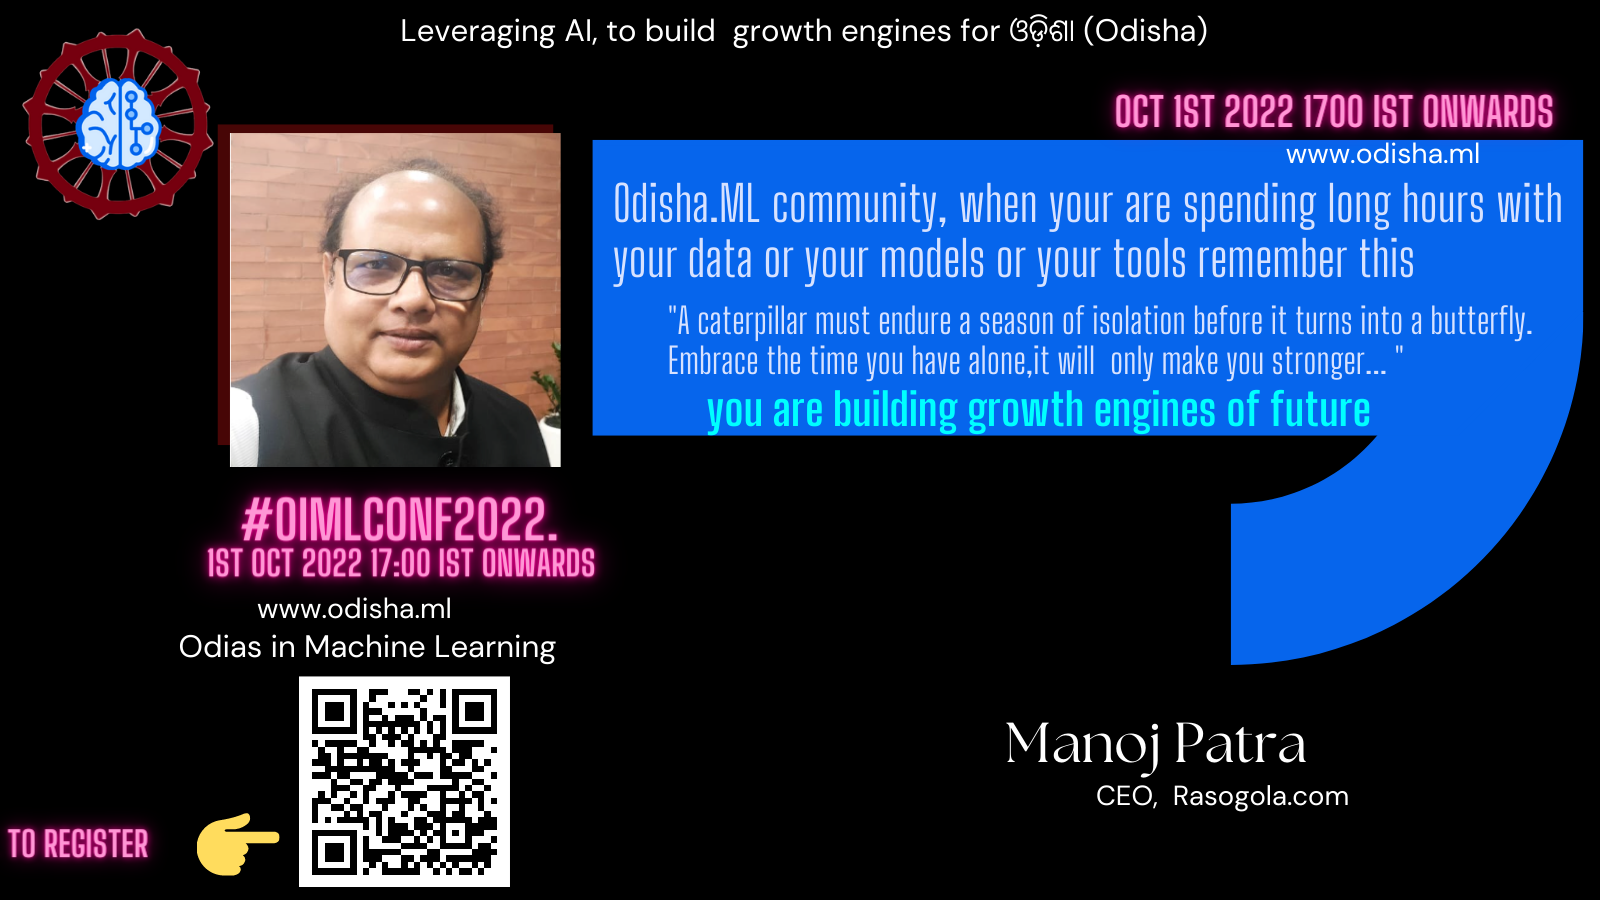 Leveraging AI, to build growth engines for ଓଡ଼ିଶା (Odisha)
OCT 1ST 2022 1700 IST ONWARDS
www.odisha.ml
Odisha.ML community, when your are spending long hours with
your data or your models or your tools remember this
"A caterpillar must endure a season of isolation before it turns into a butterfly.
Embrace the time you have alone,it will only make you stronger... "
you are building growth engines of future
#OIMLCONF2022.
1ST OCT 2022 17:00 IST ONWARDS
www.odisha.ml
Odias in Machine Learning
Manoj Patra
CEO, Rasogola.com
TO REGISTER